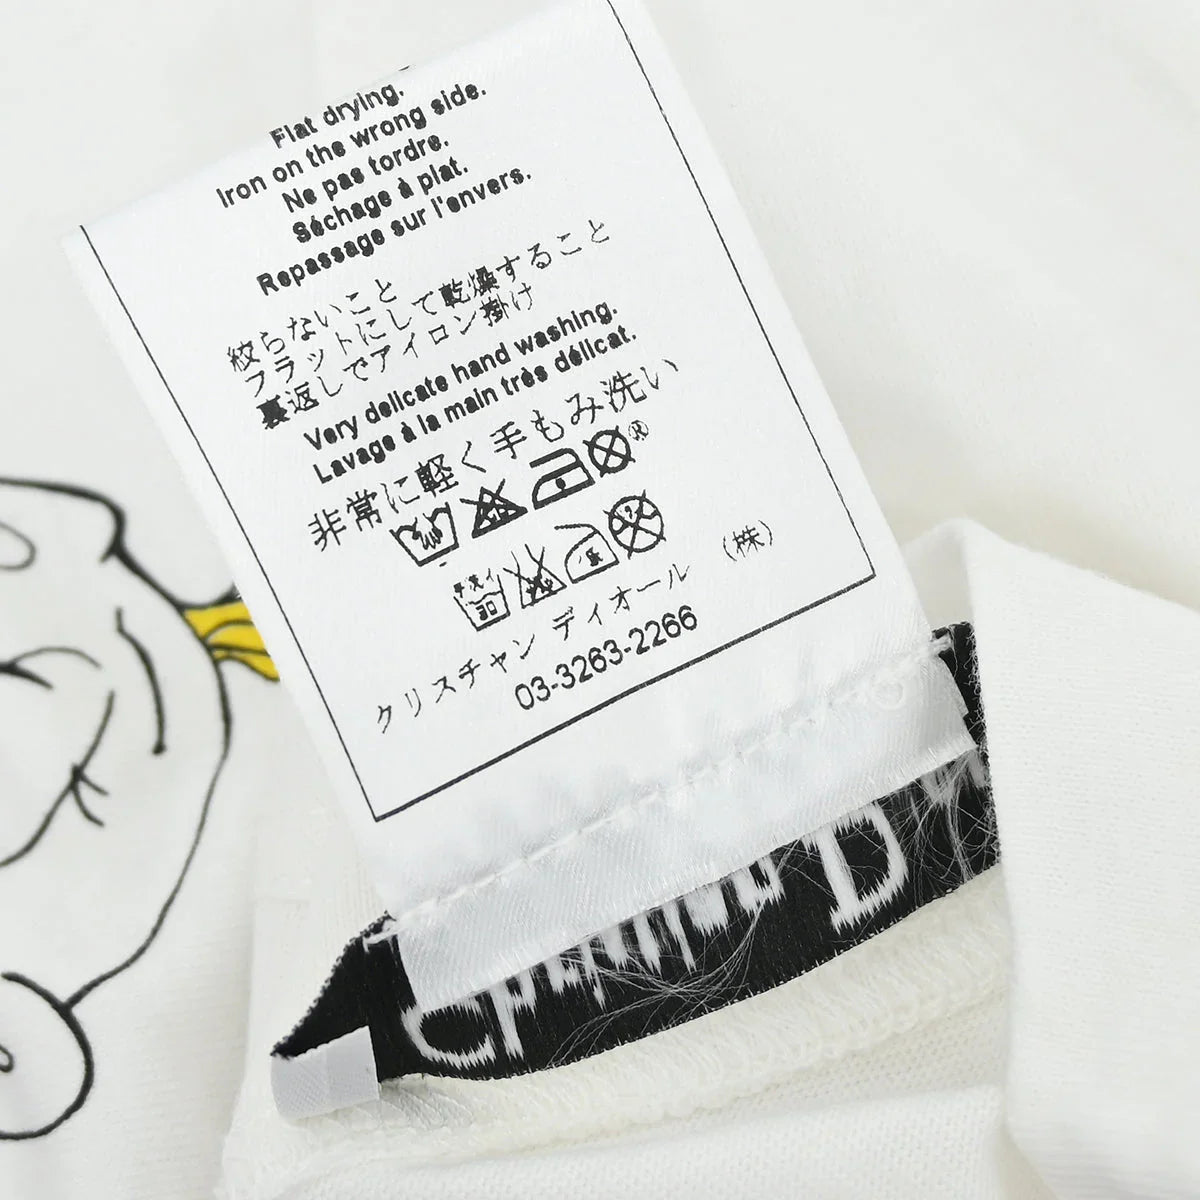 Flat drying.
Iron on the wrong side.
Ne pas tordre.
Séchage à plat.
Repassage sur l'envers.
絞らないこと
フラットにして乾燥すること
裏返しでアイロン掛け
Very delicate hand washing.
Lavage à la main très délicat.
非常に軽く手もみ洗い
®
クリスチャン ディオール (株)
03-3263-2266